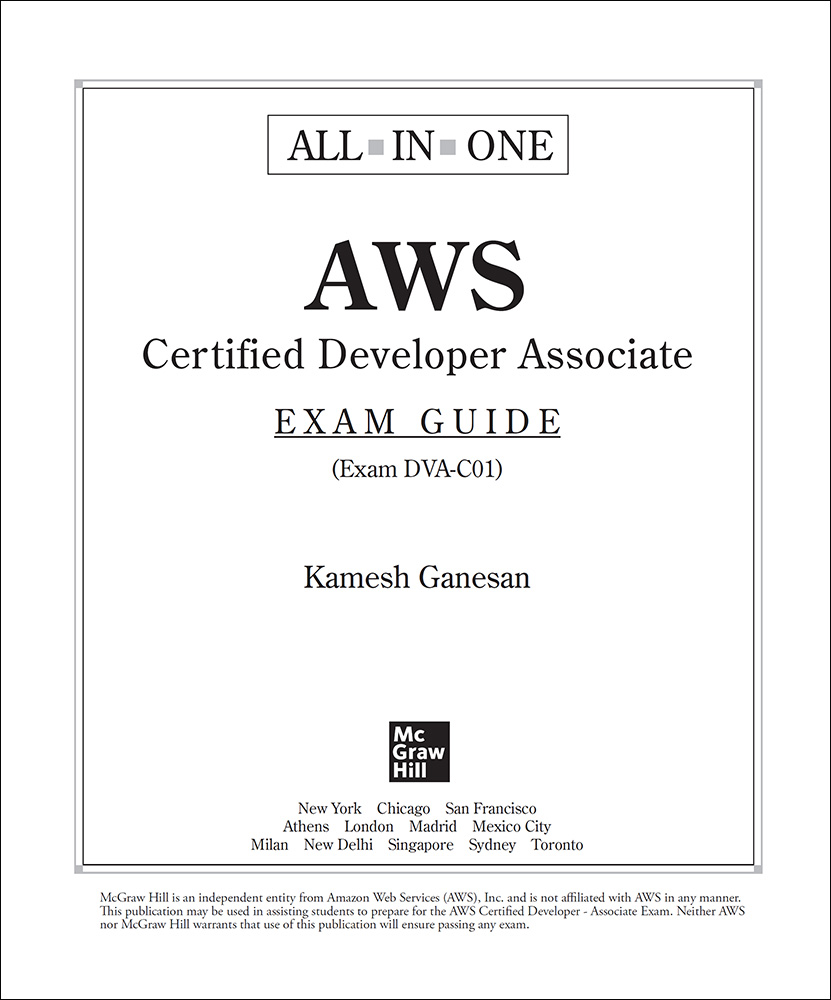 ALL IN ONE
AWS
Certified Developer Associate
EXAM GUIDE
(Exam DVA-C01)
Kamesh Ganesan
Mc
Graw
Hill
New York Chicago San Francisco
Athens London Madrid Mexico City
Milan New Delhi Singapore Sydney Toronto
McGraw Hill is an independent entity from Amazon Web Services (AWS), Inc. and is not affiliated with AWS in any manner.
This publication may be used in assisting students to prepare for the AWS Certified Developer - Associate Exam. Neither AWS
nor McGraw Hill warrants that use of this publication will ensure passing any exam.